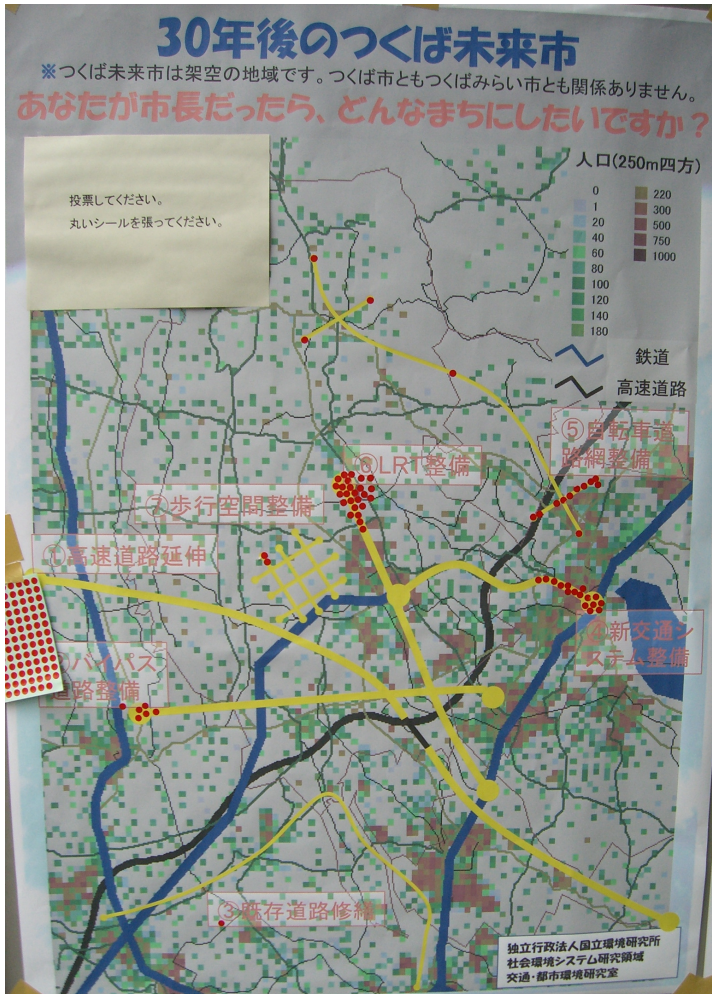 30年後のつくば未来市
※つくば未来市は架空の地域です。つくば市ともつくばみらい市とも関係ありません。
あなたが市長だったら、どんなまちにしたいですか？
投票してください。
丸いシールを張ってください。
人口(250m四方)
0
1
20
40
60
80
100
120
140
180
220
300
500
750
1000
鉄道
高速道路
⑤自転車道
路網整備
⑥LRT整備
⑦歩行空間整備
①高速道路延伸
④新交通シ
ステム整備
バイパス
道路整備
③既存道路修繕
独立行政法人国立環境研究所
社会環境システム研究領域
交通・都市環境研究室